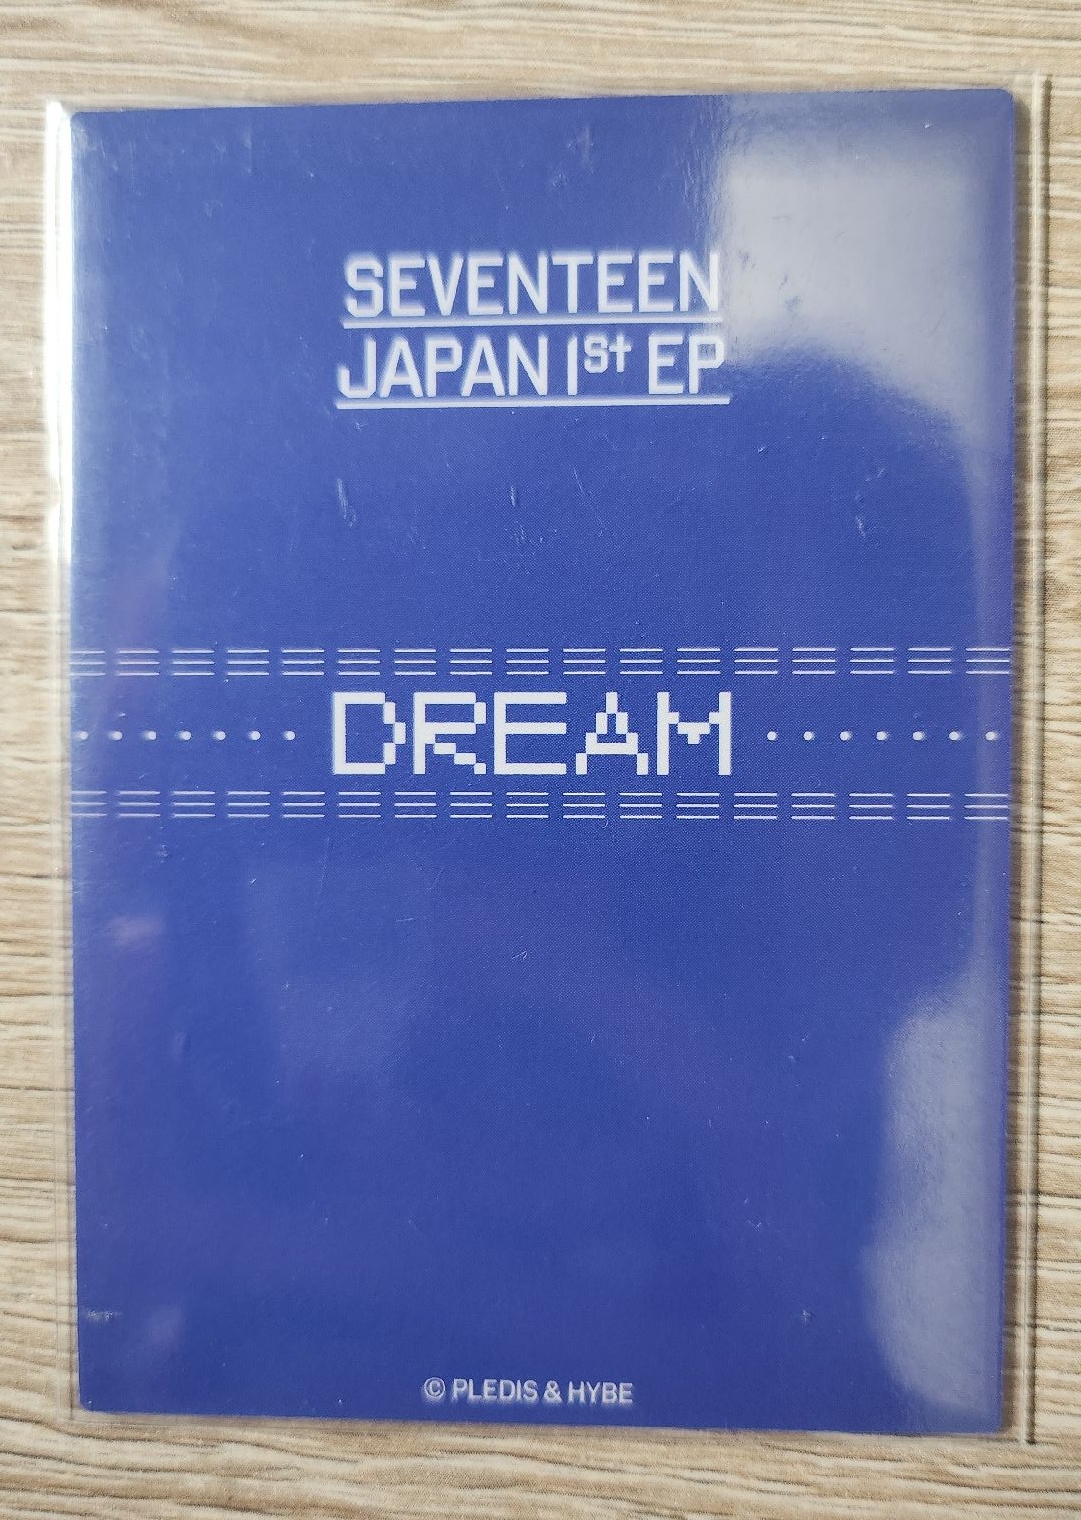 SEVENTEEN
JAPAN 1st EP
DREAM
© PLEDIS & HYBE